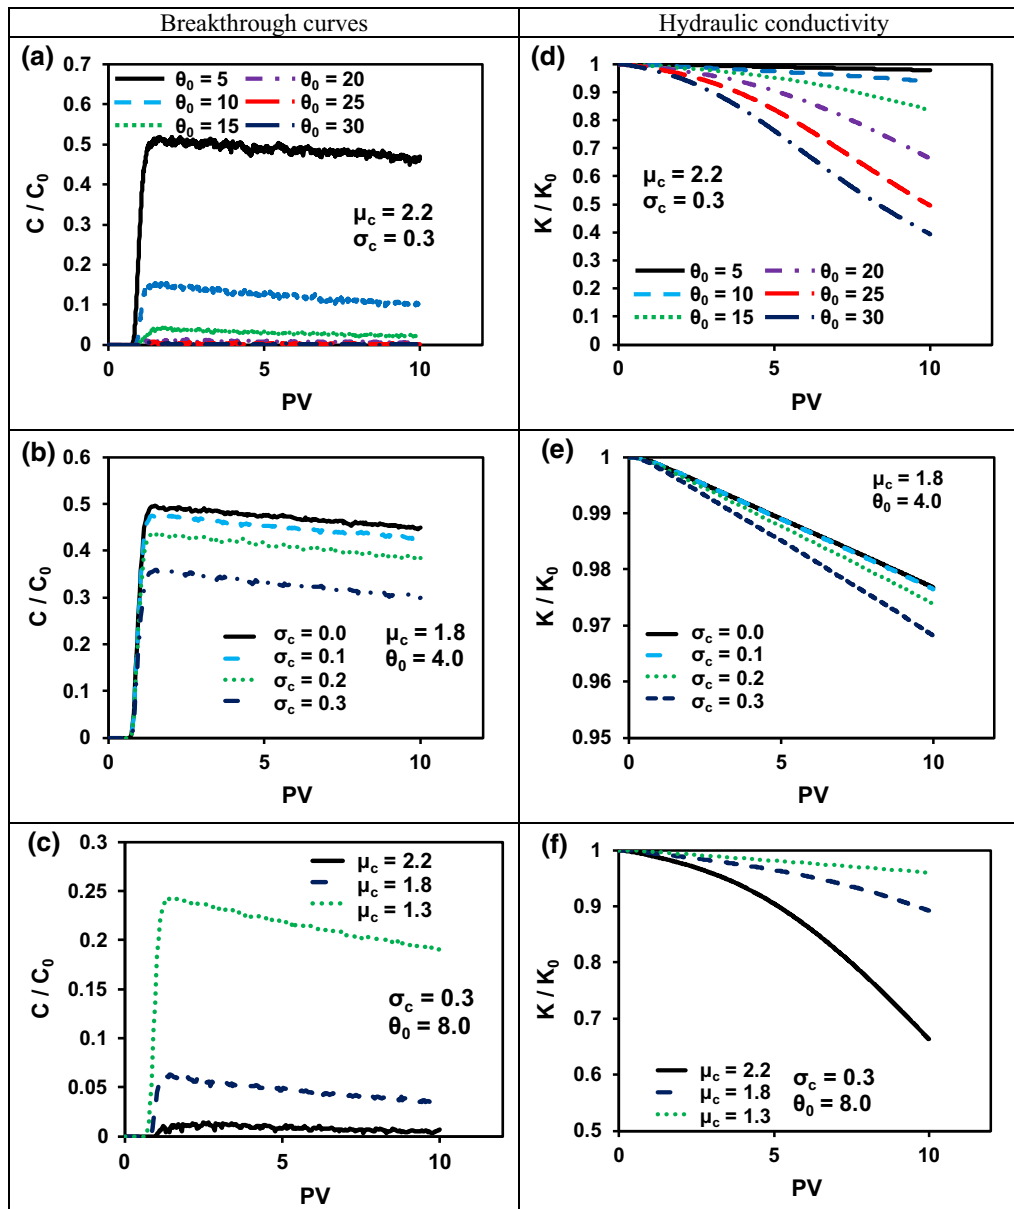 Breakthrough curves
Hydraulic conductivity
(a)
0.7
0.6
0.5
0.4
0.3
0.2
0.1
0
C / C₀
θ₀ = 5
θ₀ = 20
θ₀ = 10
θ₀ = 25
θ₀ = 15
θ₀ = 30
μc = 2.2
σc = 0.3
0 5 10
PV
(d)
1
0.9
0.8
0.7
0.6
0.5
0.4
0.3
0.2
0.1
0
K / K₀
μc = 2.2
σc = 0.3
θ₀ = 5
θ₀ = 20
θ₀ = 10
θ₀ = 25
θ₀ = 15
θ₀ = 30
0 5 10
PV
(b)
0.6
0.5
0.4
0.3
0.2
0.1
0
C / C₀
σc = 0.0
σc = 0.1
σc = 0.2
σc = 0.3
μc = 1.8
θ₀ = 4.0
0 5 10
PV
(e)
1
0.99
0.98
0.97
0.96
0.95
K / K₀
μc = 1.8
θ₀ = 4.0
σc = 0.0
σc = 0.1
σc = 0.2
σc = 0.3
0 5 10
PV
(c)
0.3
0.25
0.2
0.15
0.1
0.05
0
C / C₀
μc = 2.2
μc = 1.8
μc = 1.3
σc = 0.3
θ₀ = 8.0
0 5 10
PV
(f)
1
0.9
0.8
0.7
0.6
0.5
K / K₀
μc = 2.2
μc = 1.8
μc = 1.3
σc = 0.3
θ₀ = 8.0
0 5 10
PV